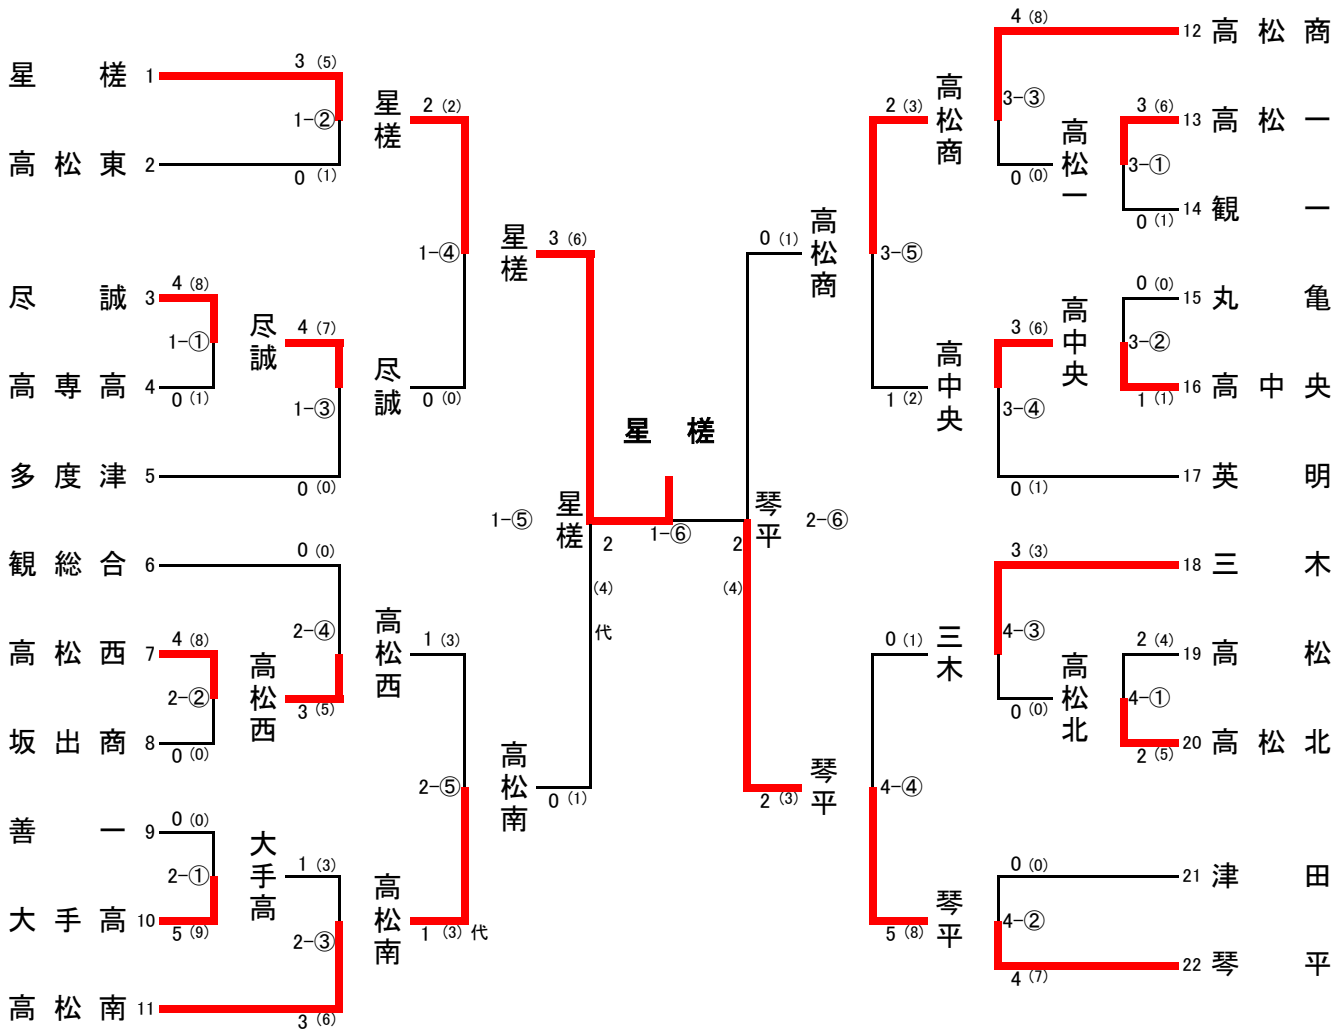 4 (8)
12 高松商
3 (5)
星槎 1
1-②
0 (1)
高松東 2
星槎
2 (2)
1-④
4 (8)
尽誠 3
1-①
0 (1)
高専高 4
尽誠
4 (7)
1-③
0 (0)
多度津 5
尽誠
0 (0)
星槎
3 (6)
0 (0)
観総合 6
2-④
4 (8)
高松西 7
2-②
0 (0)
坂出商 8
高松西
3 (5)
高松西
1 (3)
2-⑤
0 (0)
善一 9
2-①
5 (9)
大手高 10
大手高
1 (3)
2-③
3 (6)
高松南 11
高松南
1 (3) 代
高松南
0 (1)
1-⑤
星槎
2
(4)
代
星槎
1-⑥
2
(4)
琴平
2-⑥
高松商
0 (1)
高松商
2 (3)
3-③
3-⑤
0 (0)
高松一
3 (6)
13 高松一
3-①
14 観一
0 (1)
0 (0)
15 丸亀
3-②
16 高中央
1 (1)
高中央
3 (6)
3-④
17 英明
0 (1)
高中央
1 (2)
3 (3)
18 三木
4-③
三木
0 (1)
2 (4)
19 高松
4-①
20 高松北
2 (5)
高松北
0 (0)
4-④
琴平
2 (3)
0 (0)
21 津田
4-②
22 琴平
4 (7)
琴平
5 (8)